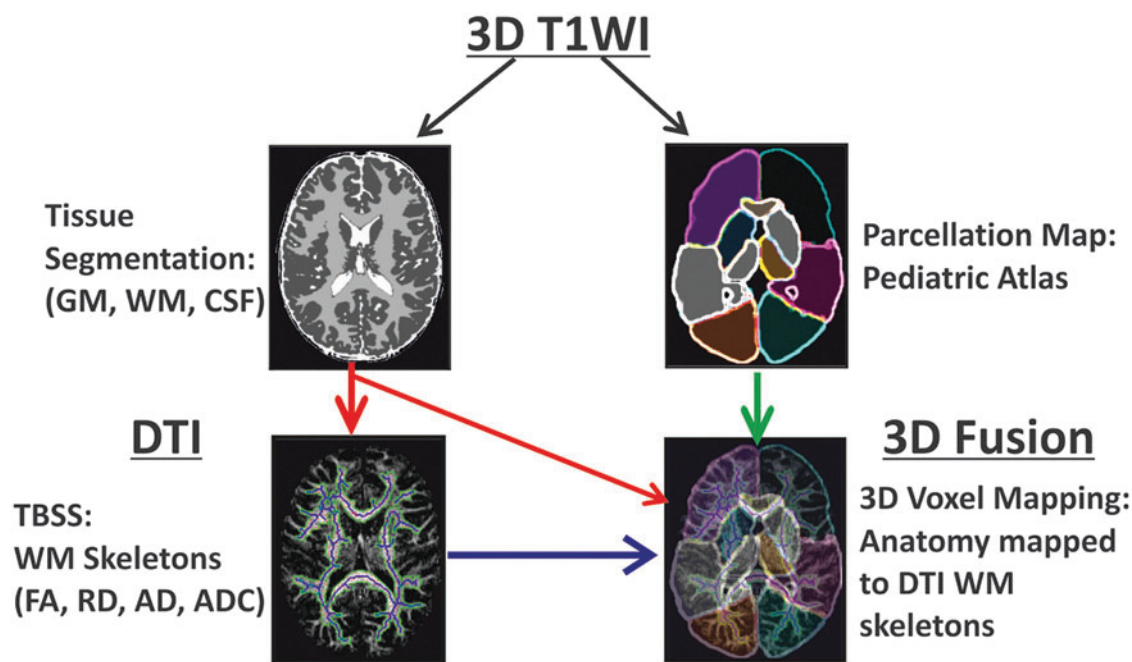 3D T1WI
Tissue
Segmentation:
(GM, WM, CSF)
Parcellation Map:
Pediatric Atlas
DTI
TBSS:
WM Skeletons
(FA, RD, AD, ADC)
3D Fusion
3D Voxel Mapping:
Anatomy mapped
to DTI WM
skeletons